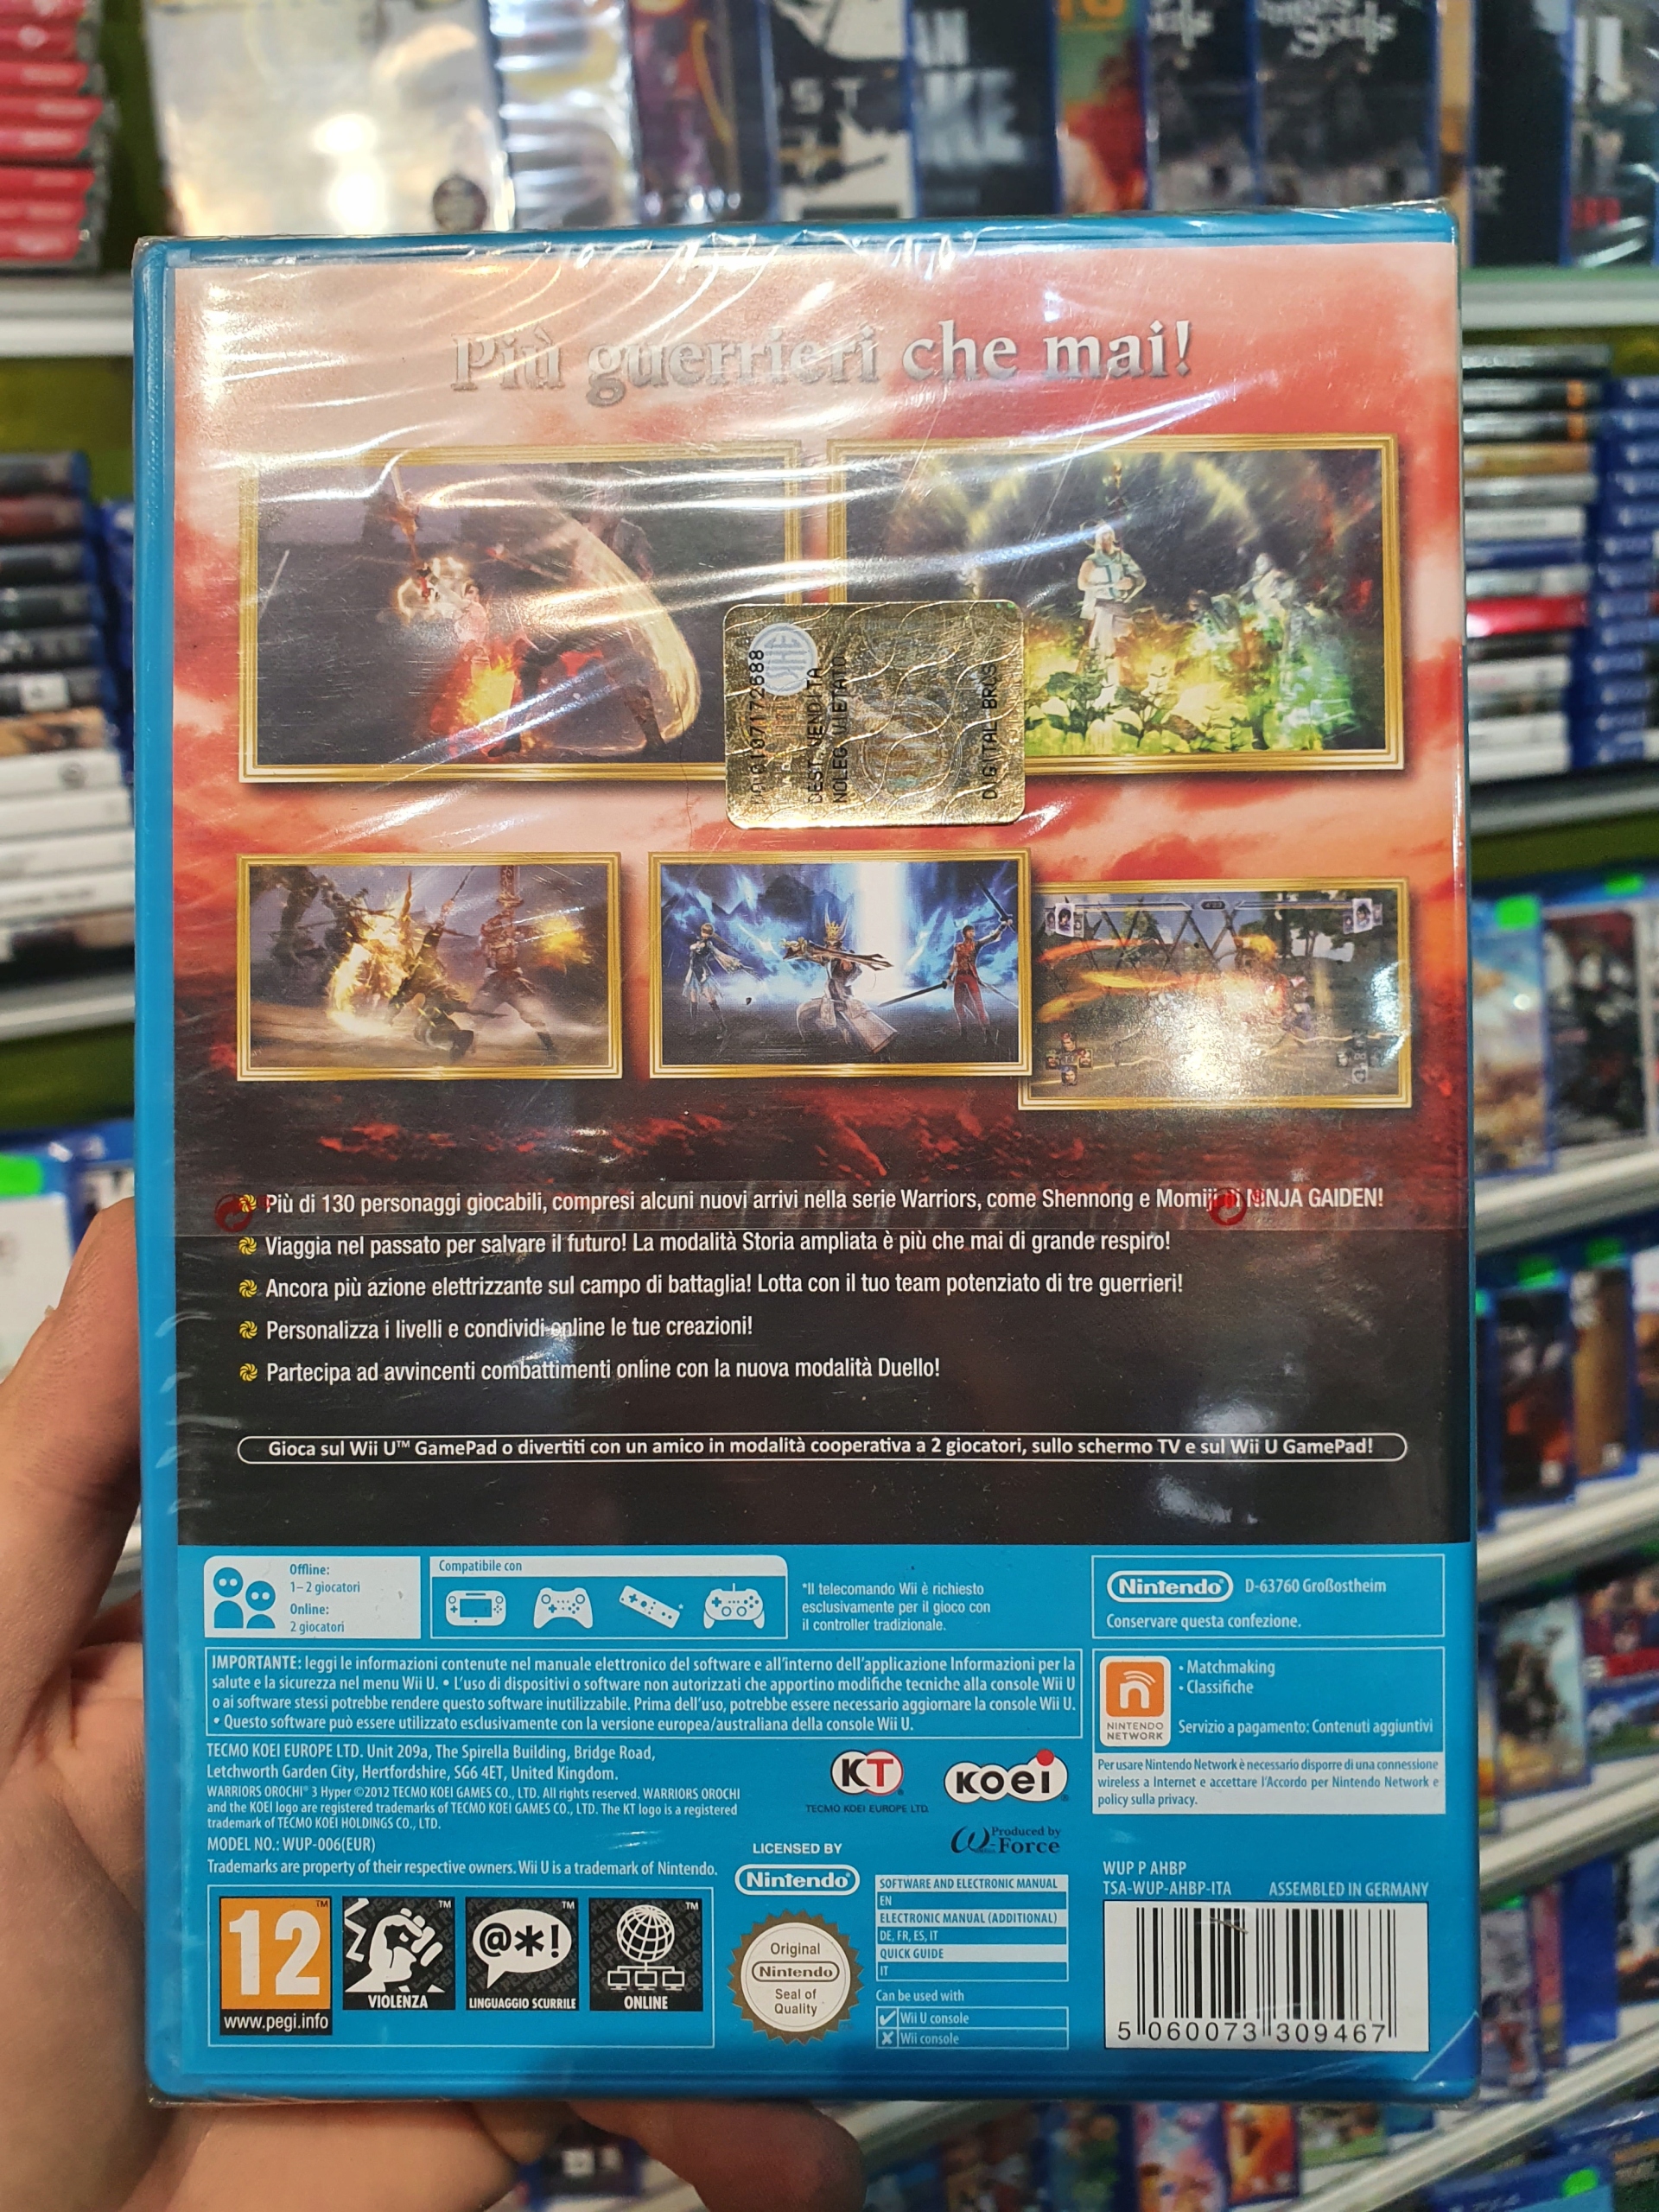 Più guerrieri che mai!
DEST.VENDITA
NOLEG.VIETATO
DIGITAL BROS
Più di 130 personaggi giocabili, compresi alcuni nuovi arrivi nella serie Warriors, come Shennong e Momiji di NINJA GAIDEN!
Viaggia nel passato per salvare il futuro! La modalità Storia ampliata è più che mai di grande respiro!
Ancora più azione elettrizzante sul campo di battaglia! Lotta con il tuo team potenziato di tre guerrieri!
Personalizza i livelli e condividi online le tue creazioni!
Partecipa ad avvincenti combattimenti online con la nuova modalità Duello!
Gioca sul Wii U™ GamePad o divertiti con un amico in modalità cooperativa a 2 giocatori, sullo schermo TV e sul Wii U GamePad!
Offline:
1–2 giocatori
Online:
2 giocatori
Compatibile con
*Il telecomando Wii è richiesto
esclusivamente per il gioco con
il controller tradizionale.
Nintendo® D-63760 Großostheim
Conservare questa confezione.
IMPORTANTE: leggi le informazioni contenute nel manuale elettronico del software e all'interno dell'applicazione Informazioni per la
salute e la sicurezza nel menu Wii U. • L'uso di dispositivi o software non autorizzati che apportino modifiche tecniche alla console Wii U
o ai software stessi potrebbe rendere questo software inutilizzabile. Prima dell'uso, potrebbe essere necessario aggiornare la console Wii U.
• Questo software può essere utilizzato esclusivamente con la versione europea/australiana della console Wii U.
NINTENDO
NETWORK
• Matchmaking
• Classifiche
Servizio a pagamento: Contenuti aggiuntivi
Per usare Nintendo Network è necessario disporre di una connessione
wireless a Internet e accettare l'Accordo per Nintendo Network e
policy sulla privacy.
TECMO KOEI EUROPE LTD. Unit 209a, The Spirella Building, Bridge Road,
Letchworth Garden City, Hertfordshire, SG6 4ET, United Kingdom.
WARRIORS OROCHI® 3 Hyper ©2012 TECMO KOEI GAMES CO., LTD. All rights reserved. WARRIORS OROCHI
and the KOEI logo are registered trademarks of TECMO KOEI GAMES CO., LTD. The KT logo is a registered
trademark of TECMO KOEI HOLDINGS CO., LTD.
MODEL NO.: WUP-006(EUR)
Trademarks are property of their respective owners. Wii U is a trademark of Nintendo.
KT
TECMO KOEI EUROPE LTD.
KOEI
Produced by
ω-Force
LICENSED BY
Nintendo®
Original
Nintendo
Seal of
Quality
SOFTWARE AND ELECTRONIC MANUAL
EN
ELECTRONIC MANUAL (ADDITIONAL)
DE, FR, ES, IT
QUICK GUIDE
IT
Can be used with
Wii U console
Wii console
WUP P AHBP
TSA-WUP-AHBP-ITA ASSEMBLED IN GERMANY
5 060073 309467
12
www.pegi.info
VIOLENZA
@*!
LINGUAGGIO SCURRILE
ONLINE